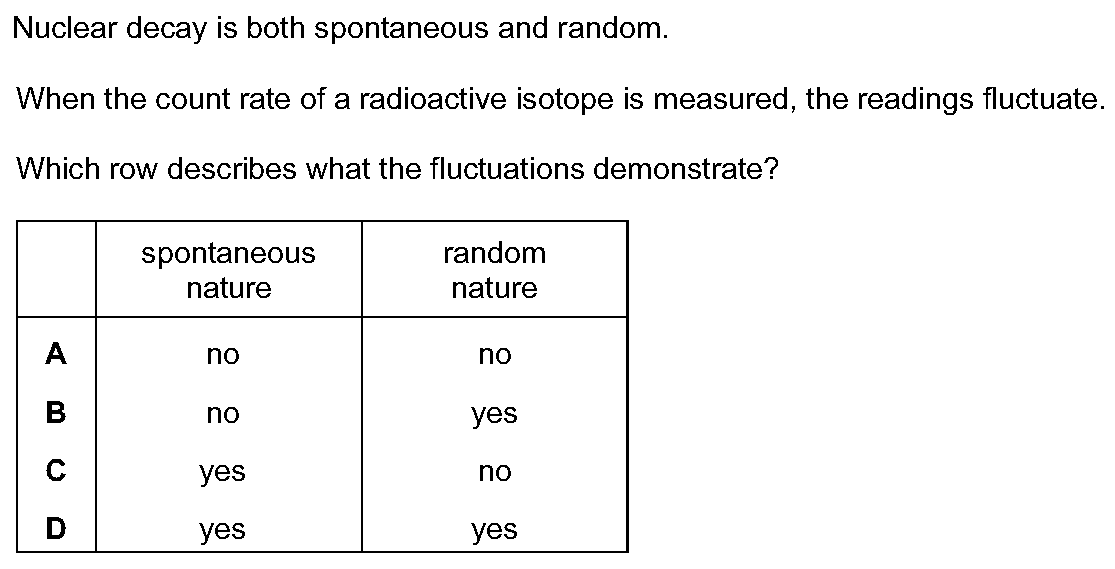 Nuclear decay is both spontaneous and random.
When the count rate of a radioactive isotope is measured, the readings fluctuate.
Which row describes what the fluctuations demonstrate?
spontaneous nature random nature
A no no
B no yes
C yes no
D yes yes